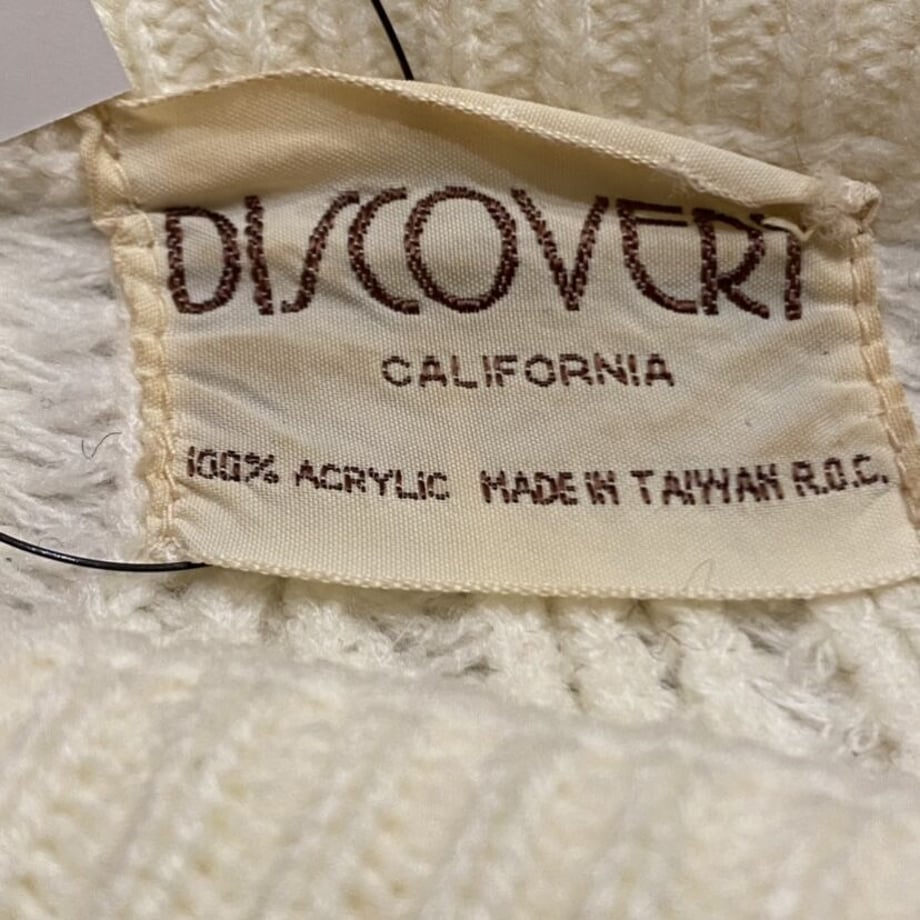 DISCOVERY
CALIFORNIA
100% ACRYLIC MADE IN TAIWAN R.O.C.